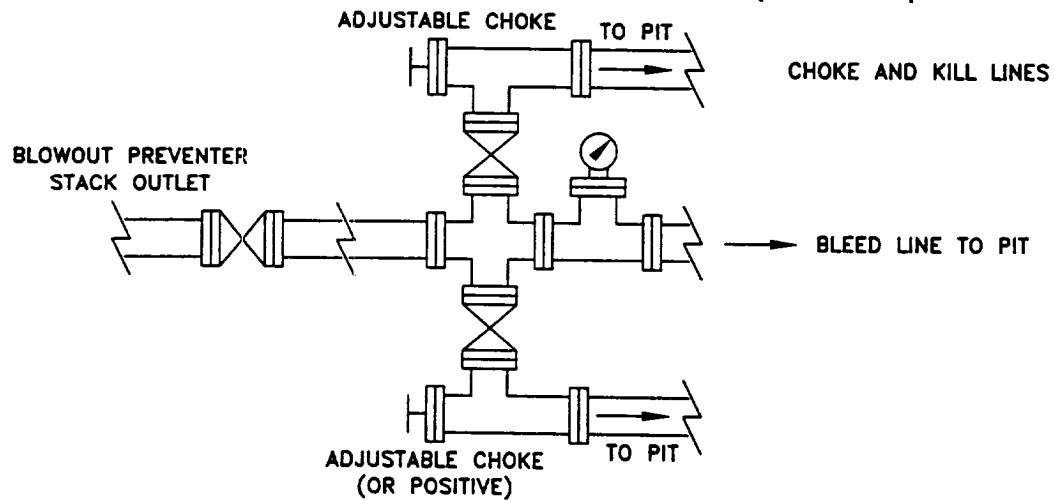 ADJUSTABLE CHOKE
TO PIT
CHOKE AND KILL LINES
BLOWOUT PREVENTER
STACK OUTLET
BLEED LINE TO PIT
ADJUSTABLE CHOKE
(OR POSITIVE)
TO PIT